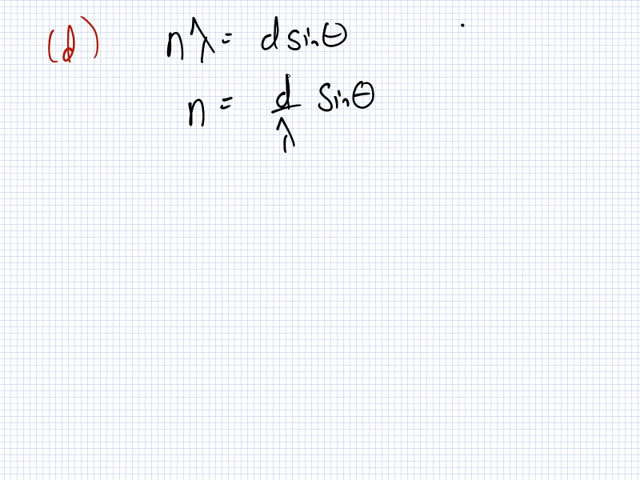 (d) nλ = d sinθ
n = d/λ sinθ